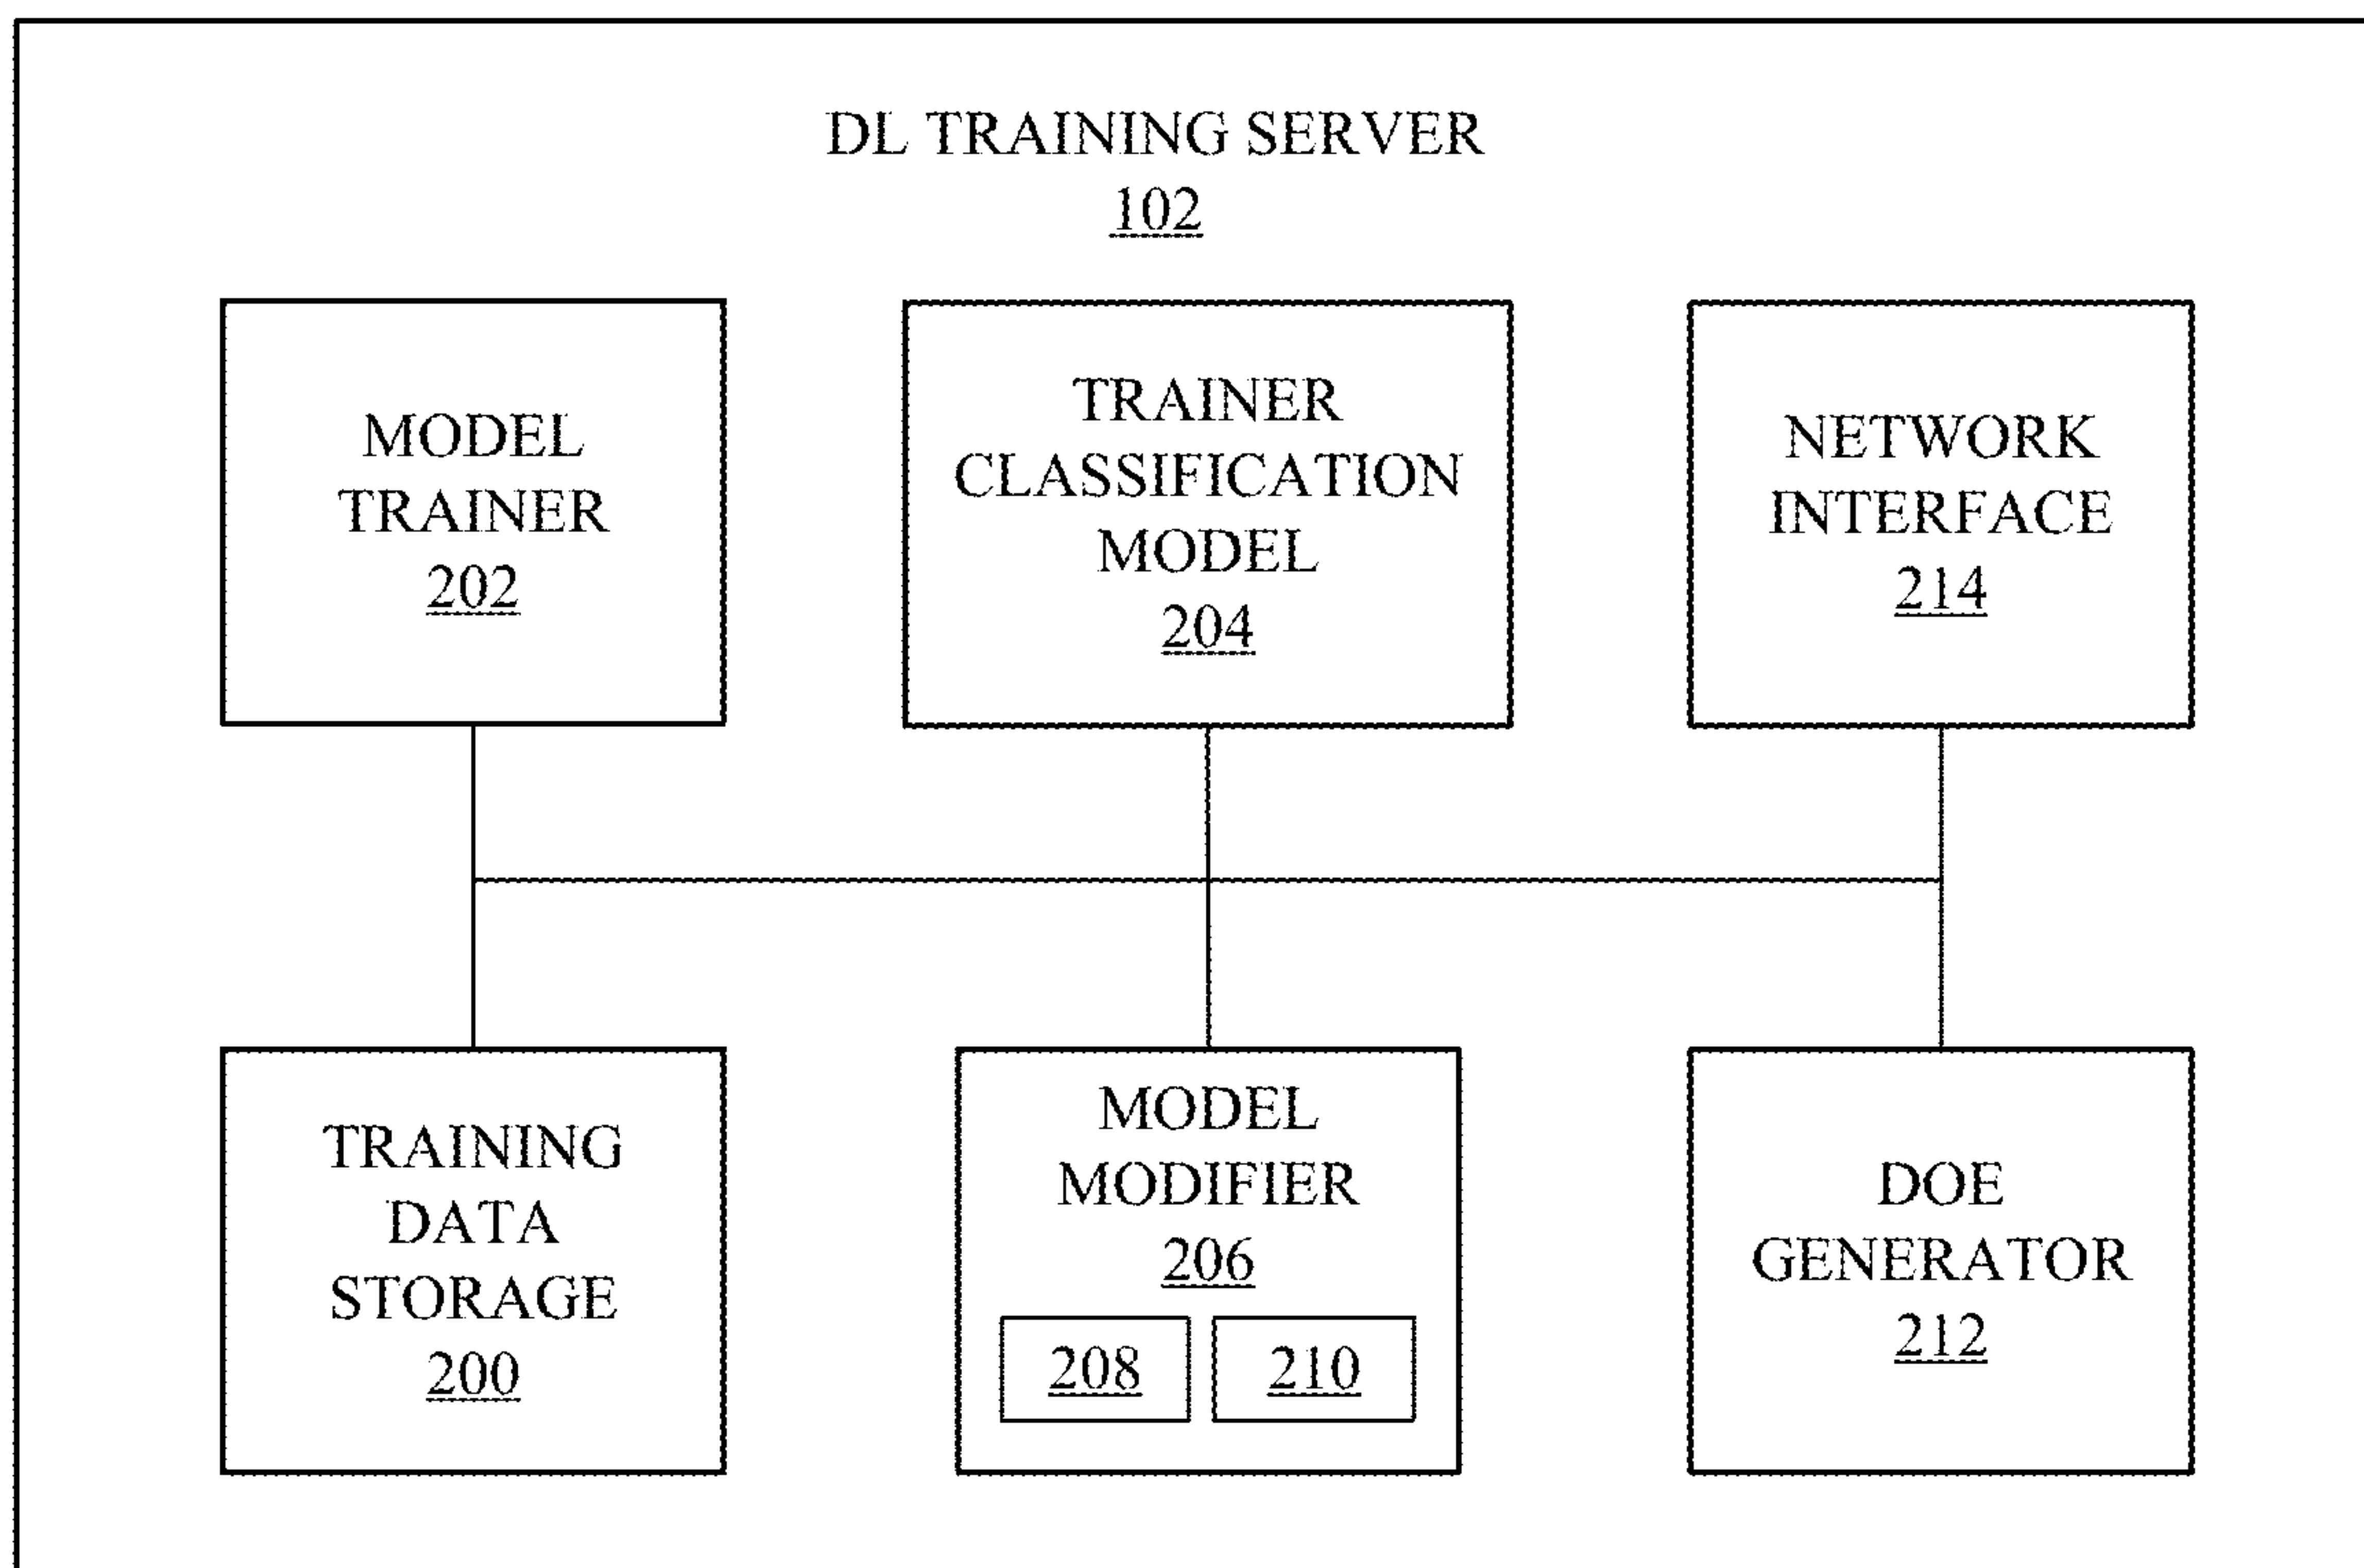 DL TRAINING SERVER
102
MODEL
TRAINER
202
TRAINER
CLASSIFICATION
MODEL
204
NETWORK
INTERFACE
214
TRAINING
DATA
STORAGE
200
MODEL
MODIFIER
206
208
210
DOE
GENERATOR
212